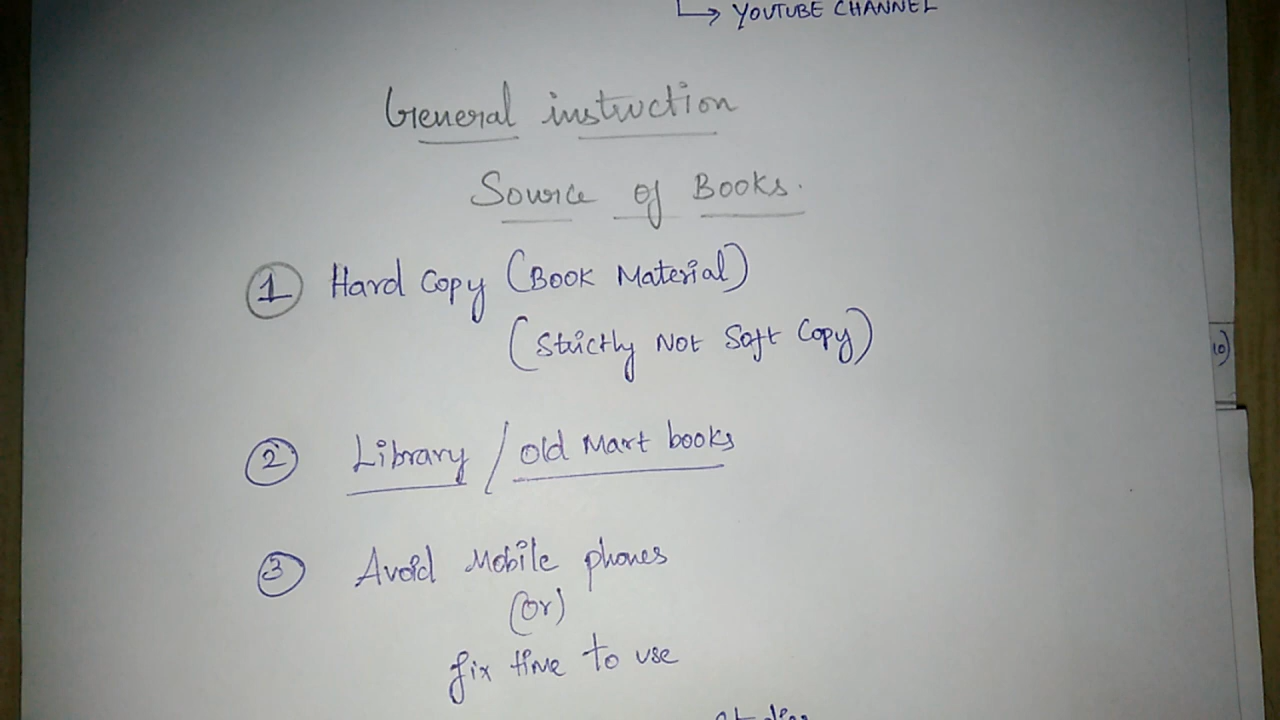 ↳ YOUTUBE CHANNEL
General instruction
Source of Books.
① Hard Copy (Book Material)
(Strictly Not Soft Copy)
② Library / old Mart books
③ Avoid Mobile phones
(or)
fix time to use